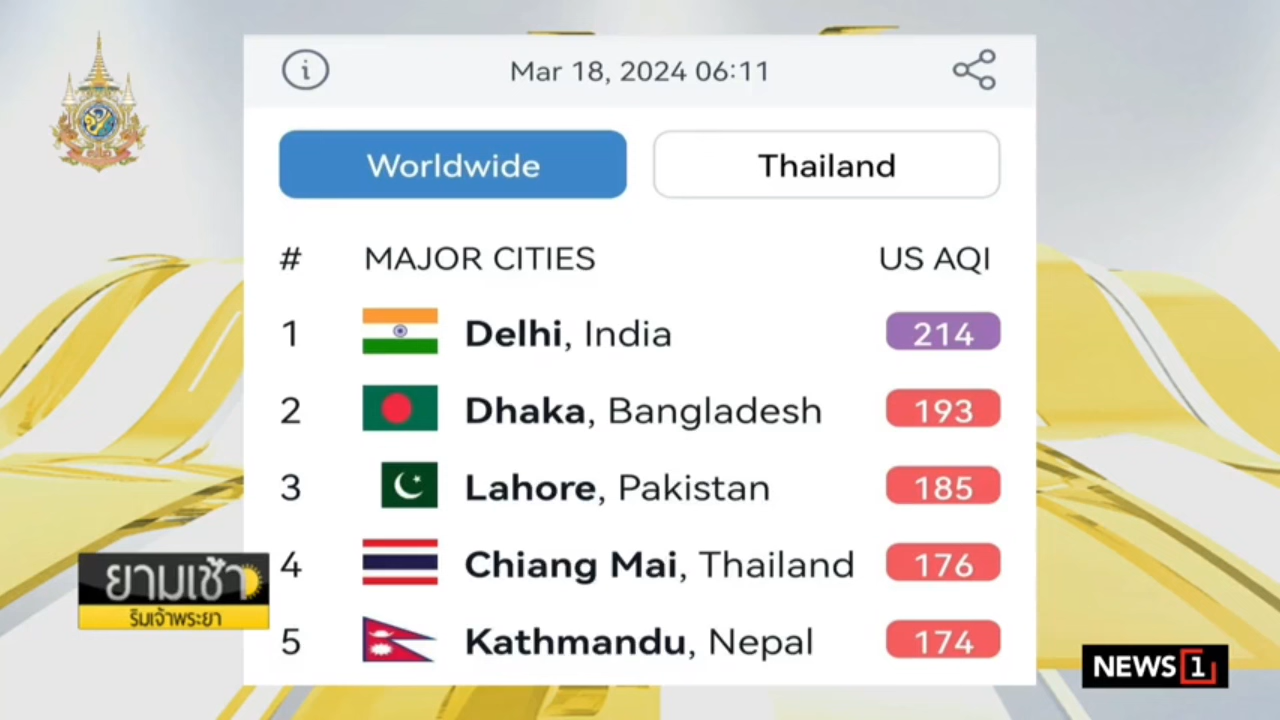 Mar 18, 2024 06:11
Worldwide
Thailand
# MAJOR CITIES US AQI
1 Delhi, India 214
2 Dhaka, Bangladesh 193
3 Lahore, Pakistan 185
4 Chiang Mai, Thailand 176
5 Kathmandu, Nepal 174
ยามเช้า
ริมเจ้าพระยา
NEWS 1